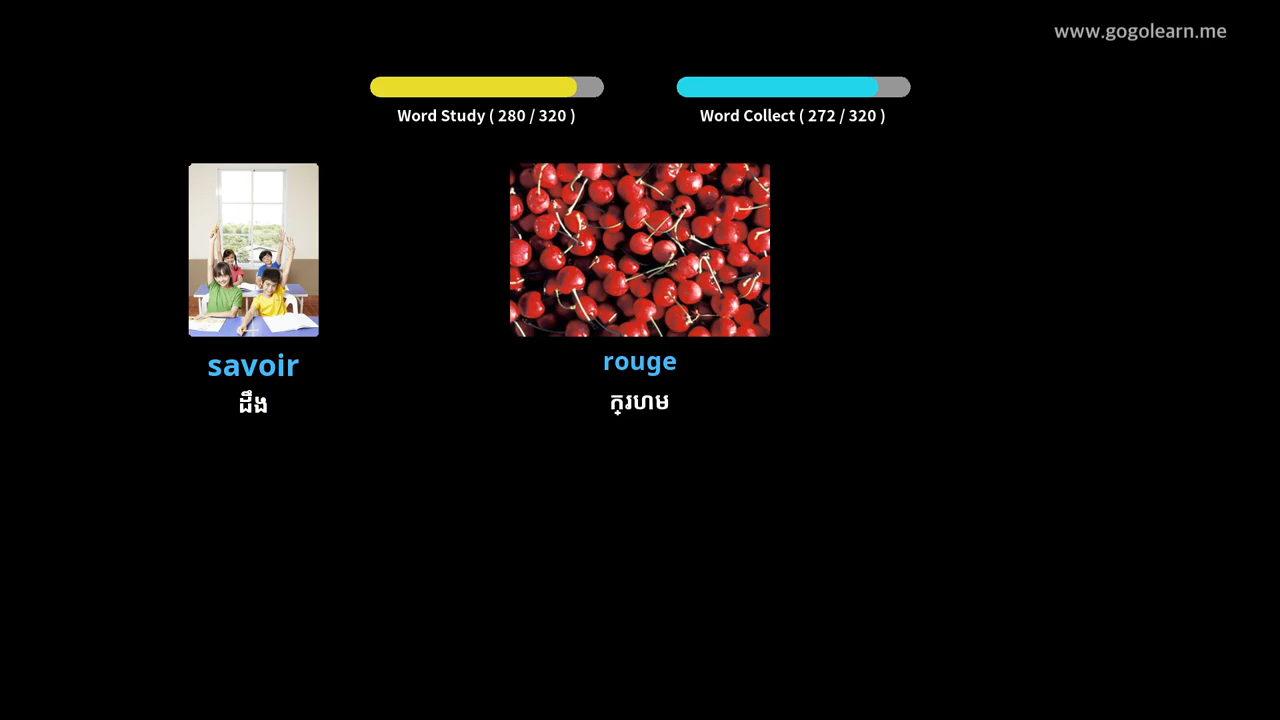 www.gogolearn.me
Word Study ( 280 / 320 )
Word Collect ( 272 / 320 )
savoir
ដឹង
rouge
ក្រហម